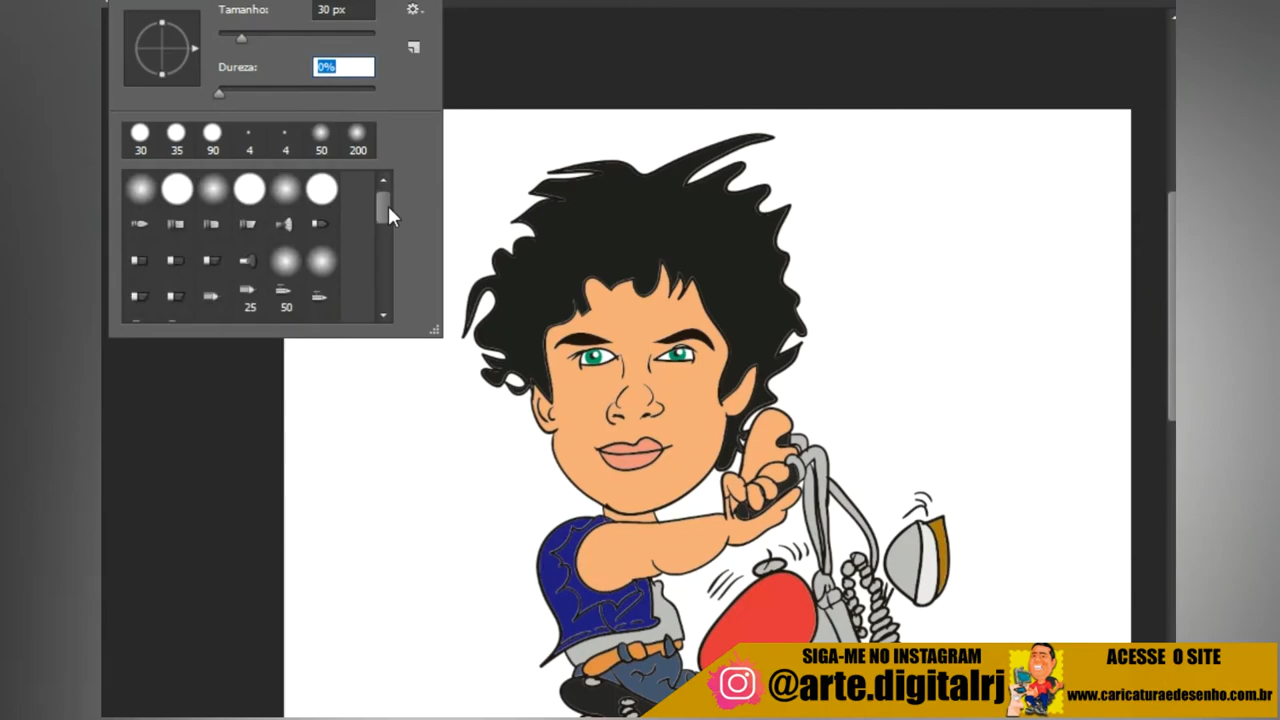 Tamanho: 30 px
Dureza: 0%
30 35 90 4 4 50 200
25 50
SIGA-ME NO INSTAGRAM
@arte.digitalrj
ACESSE O SITE
www.caricaturaedesenho.com.br